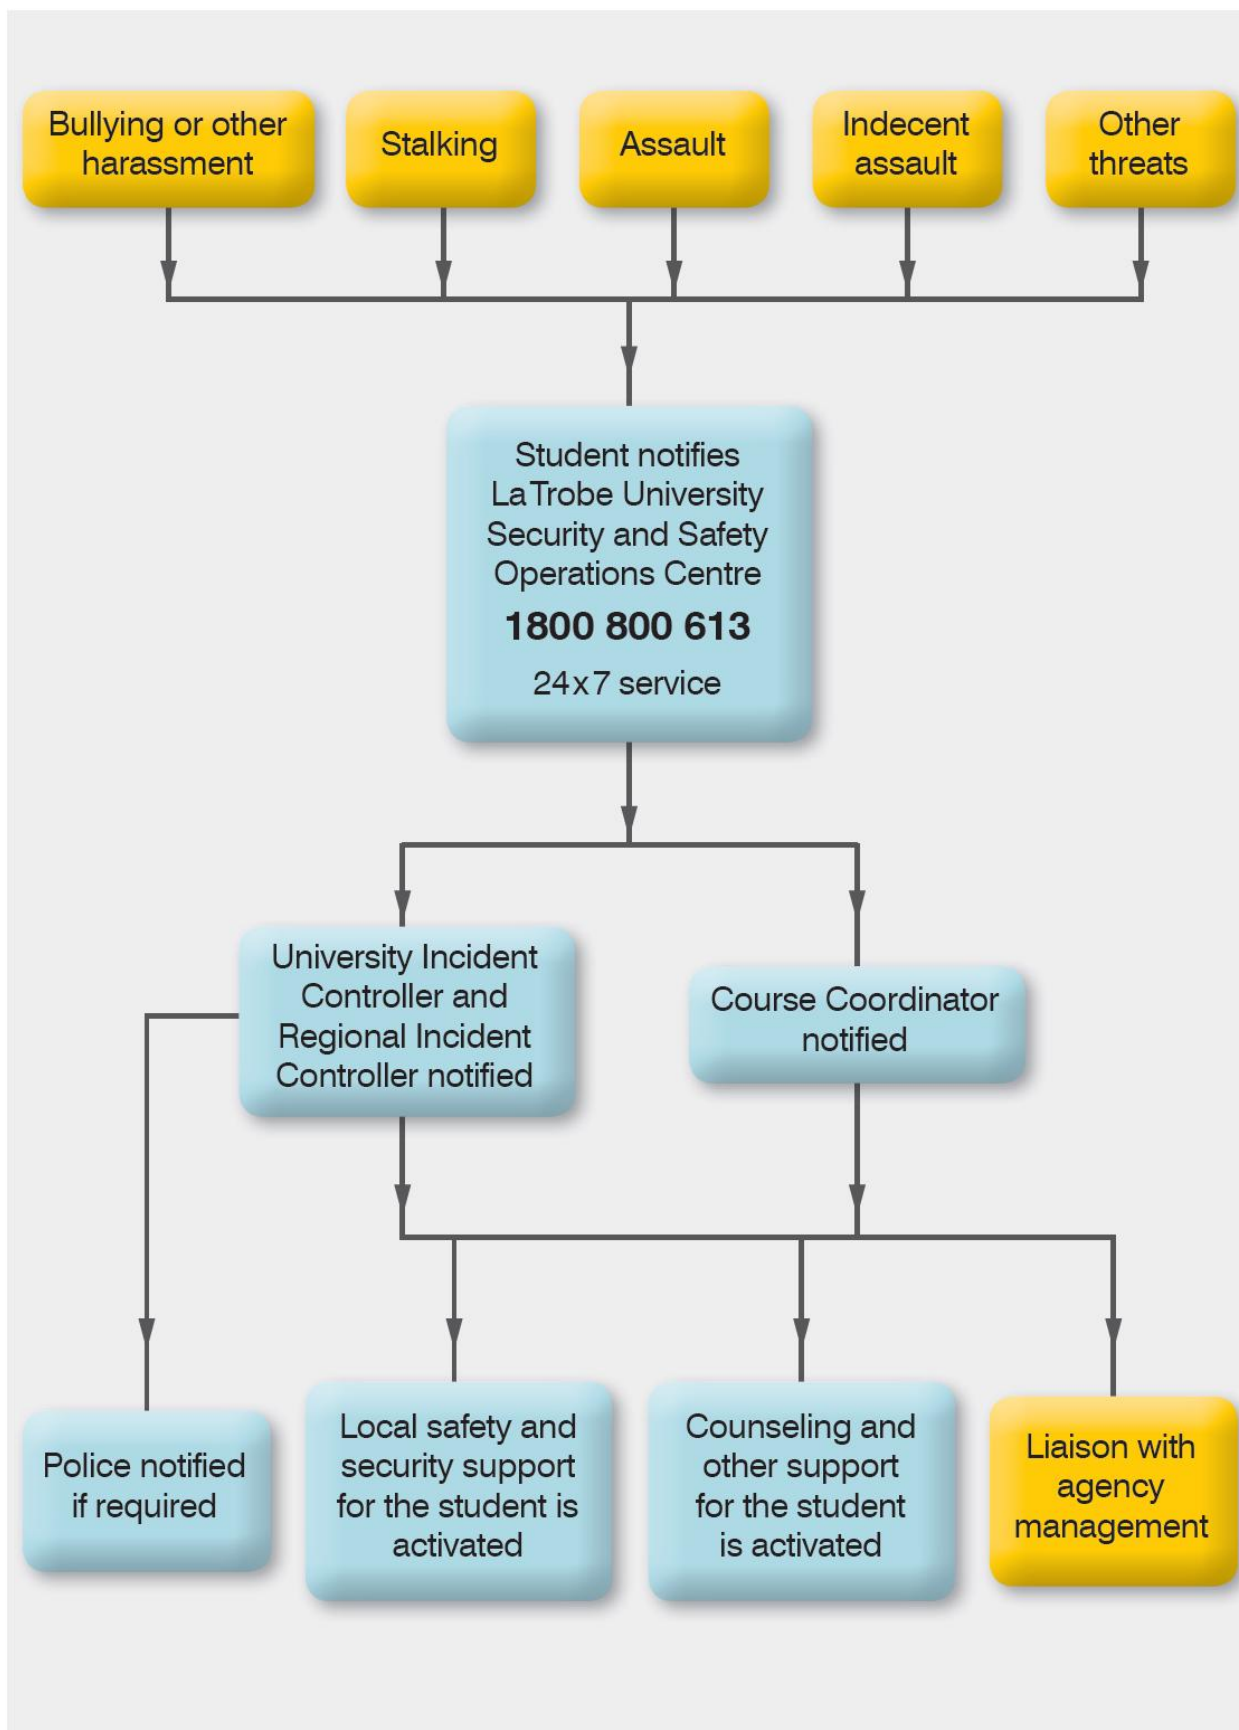 Bullying or other
harassment
Stalking
Assault
Indecent
assault
Other
threats
Student notifies
La Trobe University
Security and Safety
Operations Centre
1800 800 613
24x7 service
University Incident
Controller and
Regional Incident
Controller notified
Course Coordinator
notified
Police notified
if required
Local safety and
security support
for the student is
activated
Counseling and
other support
for the student
is activated
Liaison with
agency
management